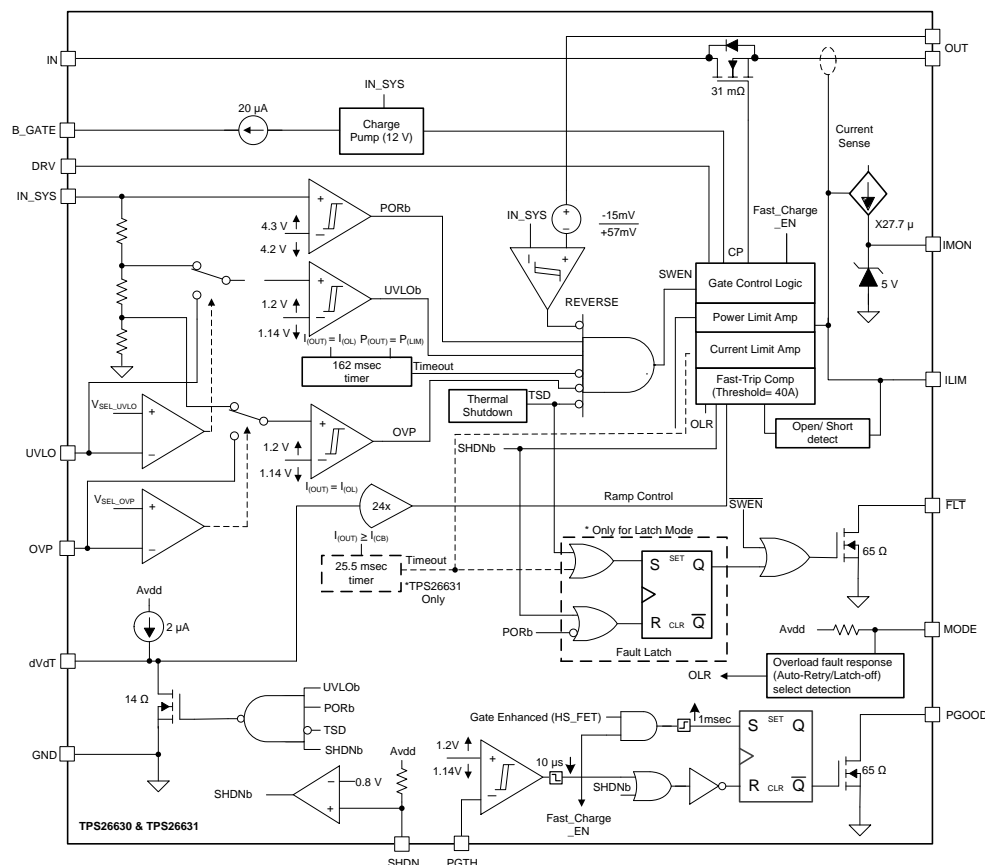 IN
OUT
31 mΩ
IN_SYS
20 µA
B_GATE
Charge
Pump (12 V)
Current
Sense
DRV
IN_SYS
PORb
4.3 V
4.2 V
IN_SYS
-15mV
+57mV
Fast_Charge
_EN
X27.7 µ
CP
IMON
5 V
SWEN
Gate Control Logic
UVLOb
1.2 V
1.14 V
REVERSE
Power Limit Amp
I(OUT) = I(OL) P(OUT) = P(LIM)
162 msec
timer
Timeout
Current Limit Amp
Fast-Trip Comp
(Threshold= 40A)
ILIM
Thermal
Shutdown
TSD
OLR
Open/ Short
detect
VSEL_UVLO
OVP
1.2 V
1.14 V
SHDNb
UVLO
I(OUT) = I(OL)
VSEL_OVP
24x
Ramp Control
SWEN
FLT
OVP
I(OUT) ≥ I(CB)
* Only for Latch Mode
65 Ω
25.5 msec
timer
Timeout
*TPS26631
Only
S SET Q
R CLR Q
PORb
Fault Latch
Avdd
2 µA
Avdd
MODE
dVdT
Overload fault response
(Auto-Retry/Latch-off)
select detection
OLR
14 Ω
UVLOb
PORb
TSD
SHDNb
Gate Enhanced (HS_FET)
1msec
S SET Q
PGOOD
GND
Avdd
1.2V
1.14V
10 µs
65 Ω
0.8 V
SHDNb
SHDNb
R CLR Q
Fast_Charge
_EN
TPS26630 & TPS26631
SHDN
PGTH